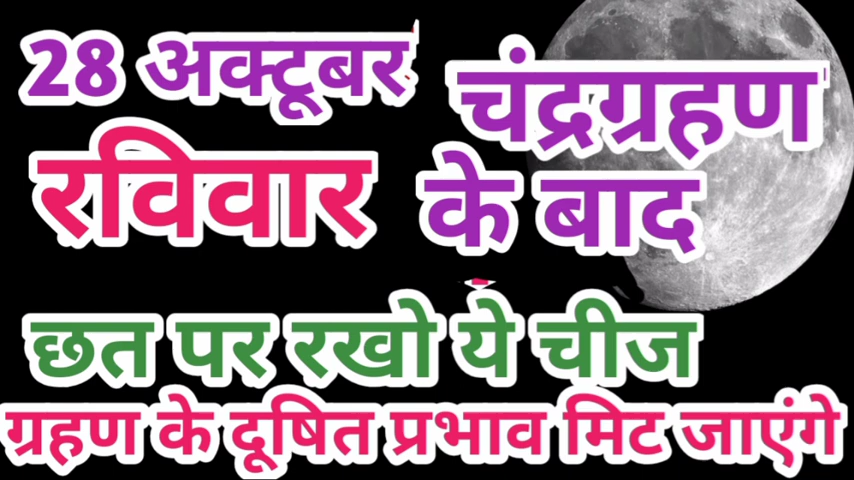 28 अक्टूबर
रविवार
चंद्रग्रहण
के बाद
छत पर रखो ये चीज
ग्रहण के दूषित प्रभाव मिट जाएंगे